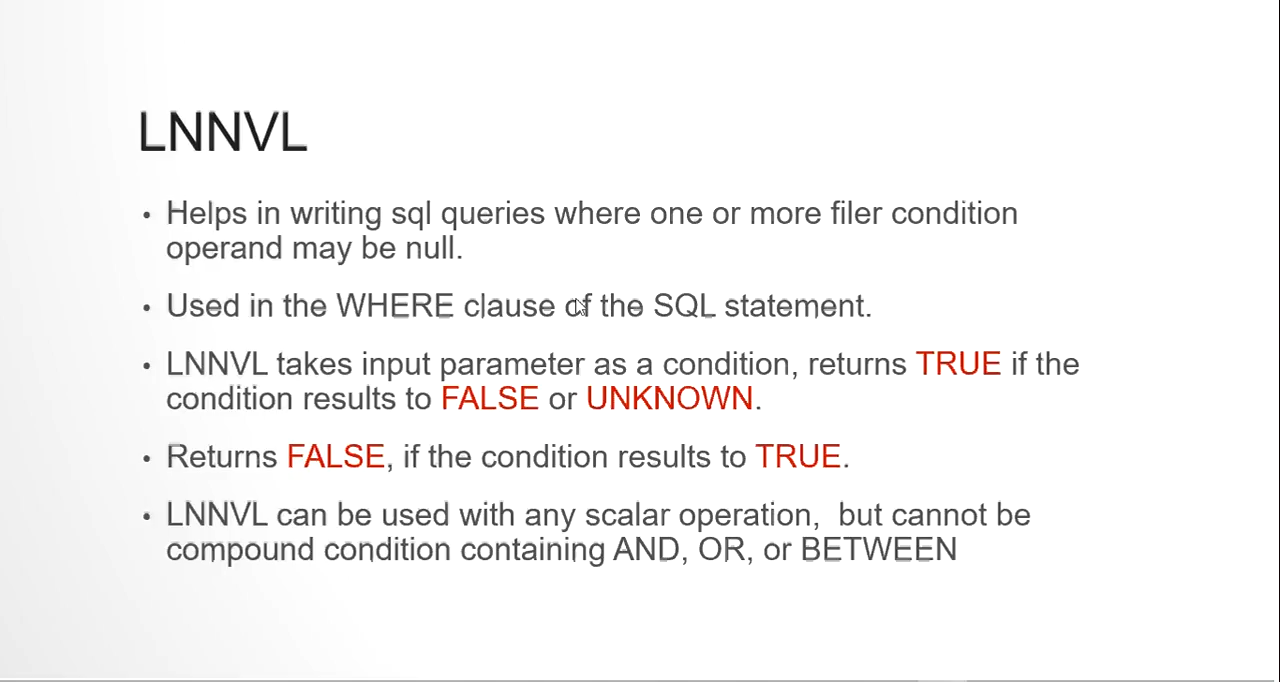 LNNVL
• Helps in writing sql queries where one or more filer condition
operand may be null.
• Used in the WHERE clause of the SQL statement.
• LNNVL takes input parameter as a condition, returns TRUE if the
condition results to FALSE or UNKNOWN.
• Returns FALSE, if the condition results to TRUE.
• LNNVL can be used with any scalar operation,  but cannot be
compound condition containing AND, OR, or BETWEEN